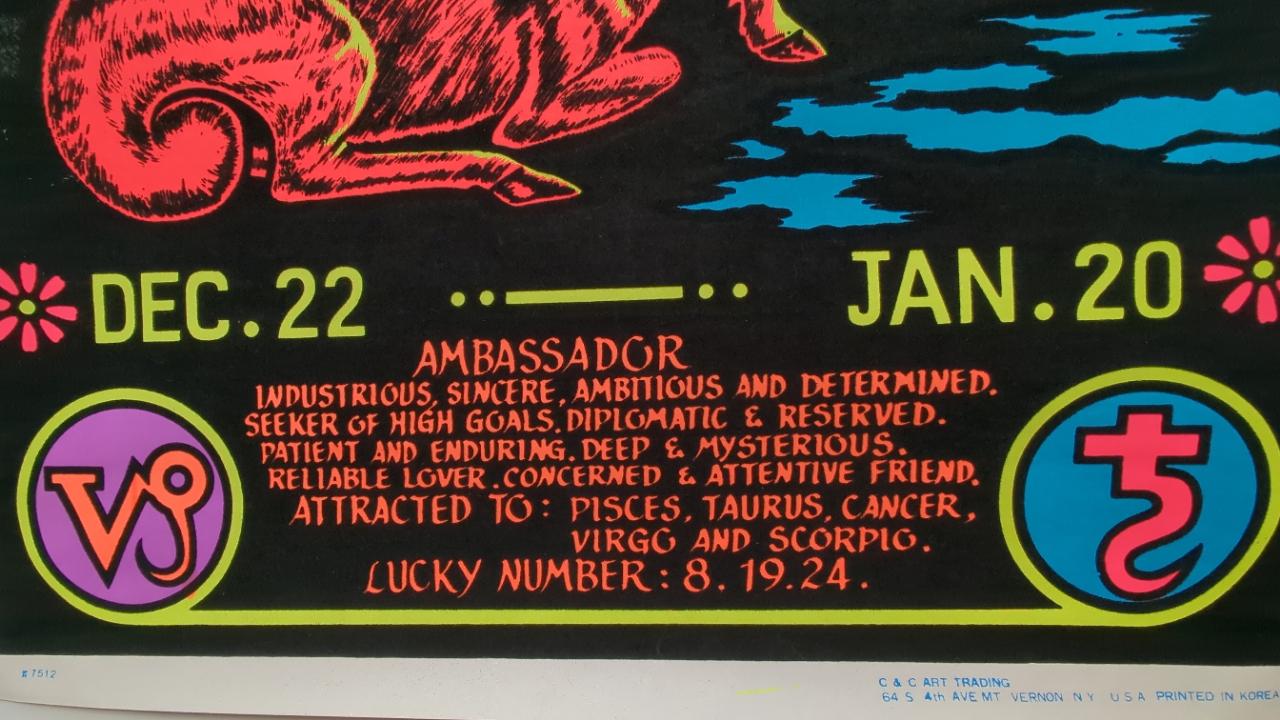 DEC. 22 JAN. 20
AMBASSADOR
INDUSTRIOUS, SINCERE, AMBITIOUS AND DETERMINED.
SEEKER OF HIGH GOALS. DIPLOMATIC & RESERVED.
PATIENT AND ENDURING. DEEP & MYSTERIOUS.
RELIABLE LOVER. CONCERNED & ATTENTIVE FRIEND.
ATTRACTED TO: PISCES, TAURUS, CANCER,
VIRGO AND SCORPIO.
LUCKY NUMBER: 8. 19. 24.
# 7512
C & C ART TRADING
64 S 4th AVE MT VERNON N Y U S A PRINTED IN KOREA